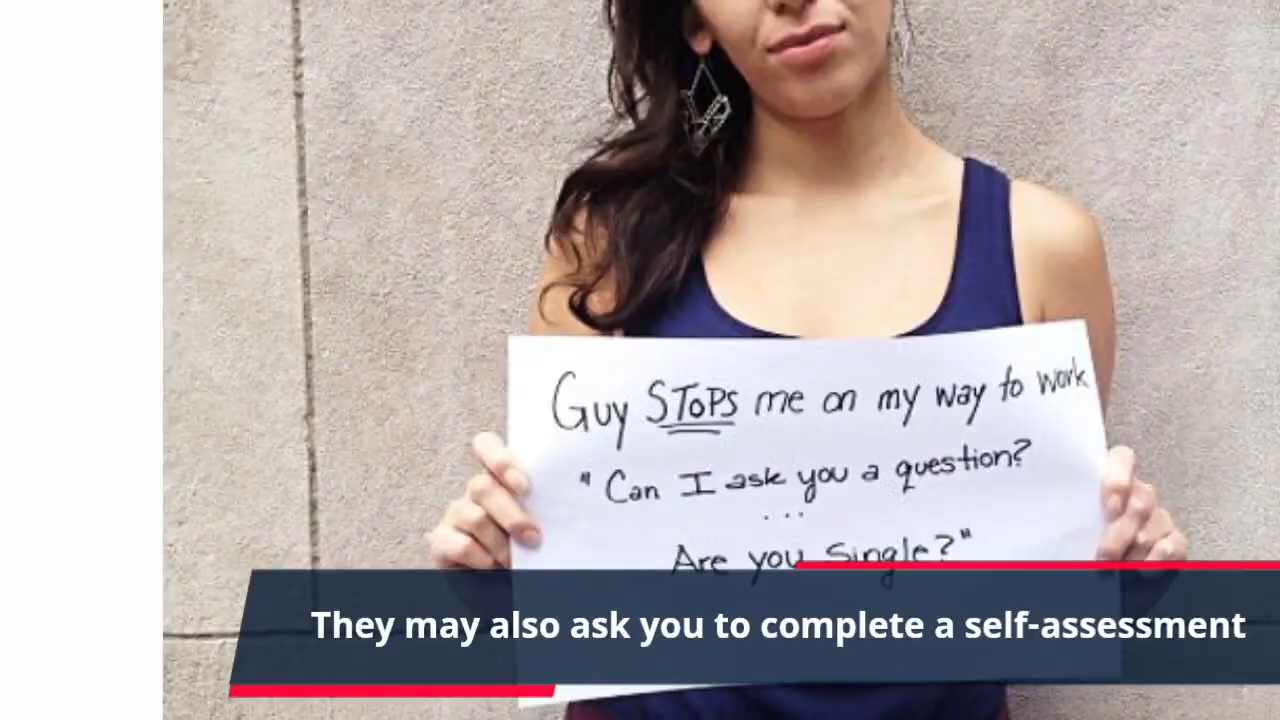 Guy STOPS me on my way to work
"Can I ask you a question?
...
Are you Single?"
They may also ask you to complete a self-assessment